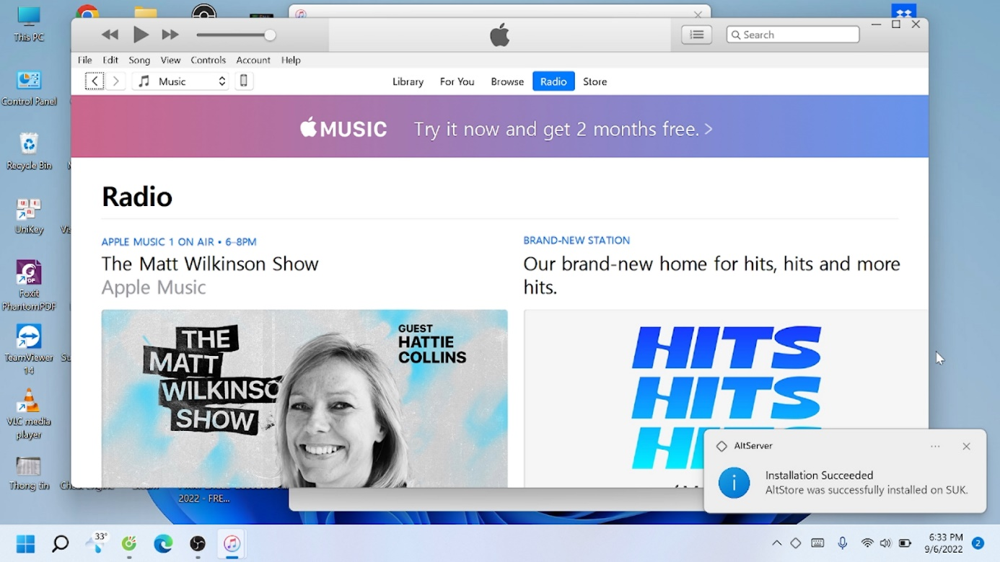 This PC
Control Panel
Recycle Bin
UniKey
Foxit
PhantomPDF
TeamViewer
14
VLC media
player
Thong tin
Search
File Edit Song View Controls Account Help
Music
Library For You Browse Radio Store
MUSIC Try it now and get 2 months free. >
Radio
APPLE MUSIC 1 ON AIR • 6–8PM
The Matt Wilkinson Show
Apple Music
THE
MATT
WILKINSO
SHOW
GUEST
HATTIE
COLLINS
BRAND-NEW STATION
Our brand-new home for hits, hits and more
hits.
HITS
HITS
AltServer
Installation Succeeded
AltStore was successfully installed on SUK.
2022 - FRE...
33°
6:33 PM
9/6/2022
2